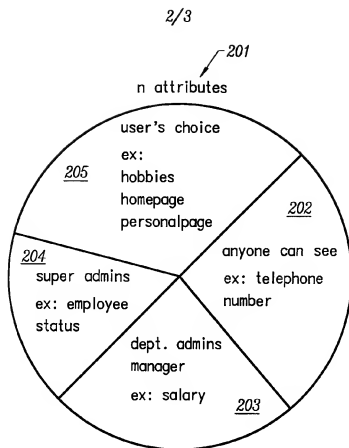 2/3
201
n attributes
user's choice
ex:
hobbies
homepage
personalpage
205
202
anyone can see
ex: telephone
number
204
super admins
ex: employee
status
dept. admins
manager
ex: salary
203